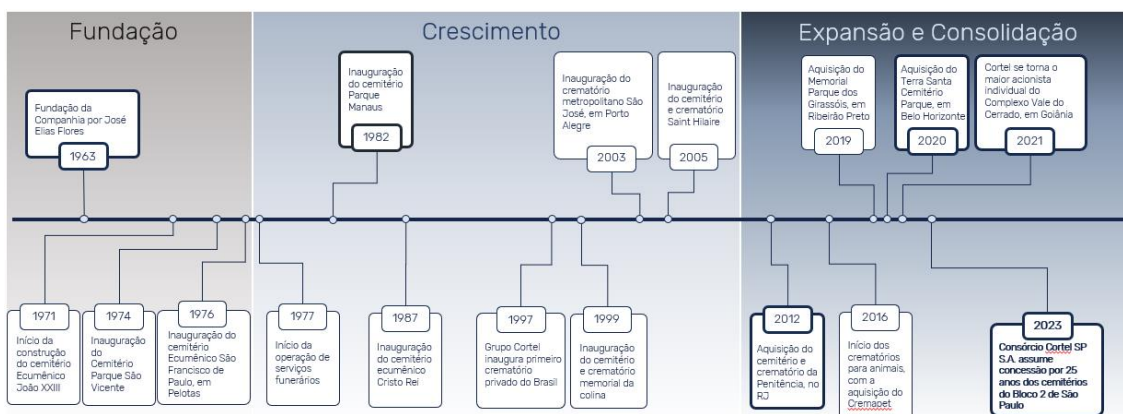 Fundação
Crescimento
Expansão e Consolidação
Fundação da
Companhia por José
Elias Flores
1963
Inauguração
do cemitério
Parque
Manaus
1982
Inauguração do
crematório
metropolitano São
José, em Porto
Alegre
2003
Inauguração
do cemitério
e crematório
Saint Hilaire
2005
Aquisição do
Memorial
Parque dos
Girassóis, em
Ribeirão Preto
2019
Aquisição do
Terra Santa
Cemitério
Parque, em
Belo Horizonte
2020
Cortel se torna o
maior acionista
individual do
Complexo Vale do
Cerrado, em Goiânia
2021
1971
Início da
construção do
cemitério
Ecumênico
João XXIII
1974
Inauguração
do
Cemitério
Parque São
Vicente
1976
Inauguração do
cemitério
Ecumênico São
Francisco de
Paulo, em
Pelotas
1977
Início da
operação de
serviços
funerários
1987
Inauguração
do cemitério
ecumênico
Cristo Rei
1997
Grupo Cortel
inaugura primeiro
crematório
privado do Brasil
1999
Inauguração
do cemitério
e crematório
memorial da
colina
2012
Aquisição do
cemitério e
crematório da
Penitência, no
RJ
2016
Início dos
crematórios
para animais,
com a
aquisição do
Cremapet
2023
Consórcio Cortel SP
S.A. assume
concessão por 25
anos dos cemitérios
do Bloco 2 de São
Paulo